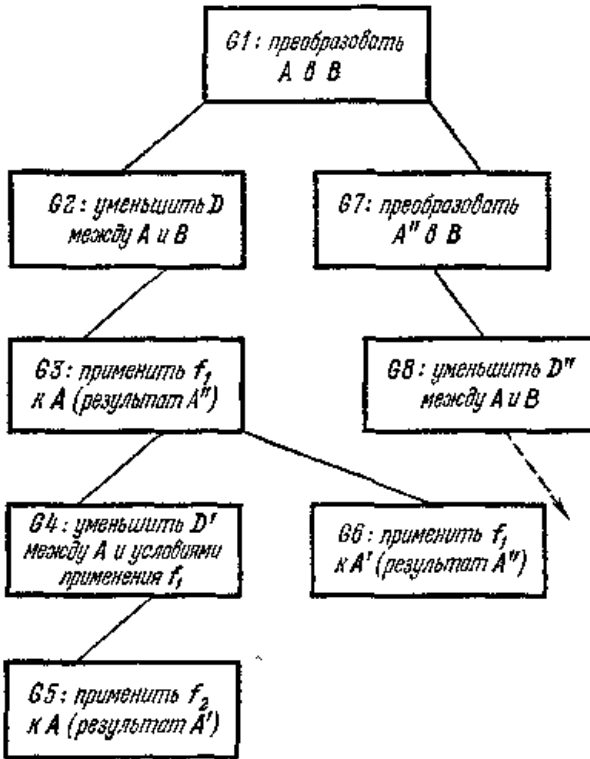 G1: преобразовать
A в B
G2: уменьшить D
между A и B
G7: преобразовать
A″ в B
G3: применить f₁
к A (результат A″)
G8: уменьшить D″
между A и B
G4: уменьшить D′
между A и условиями
применения f₁
G6: применить f₁
к A′ (результат A″)
G5: применить f₂
к A (результат A′)